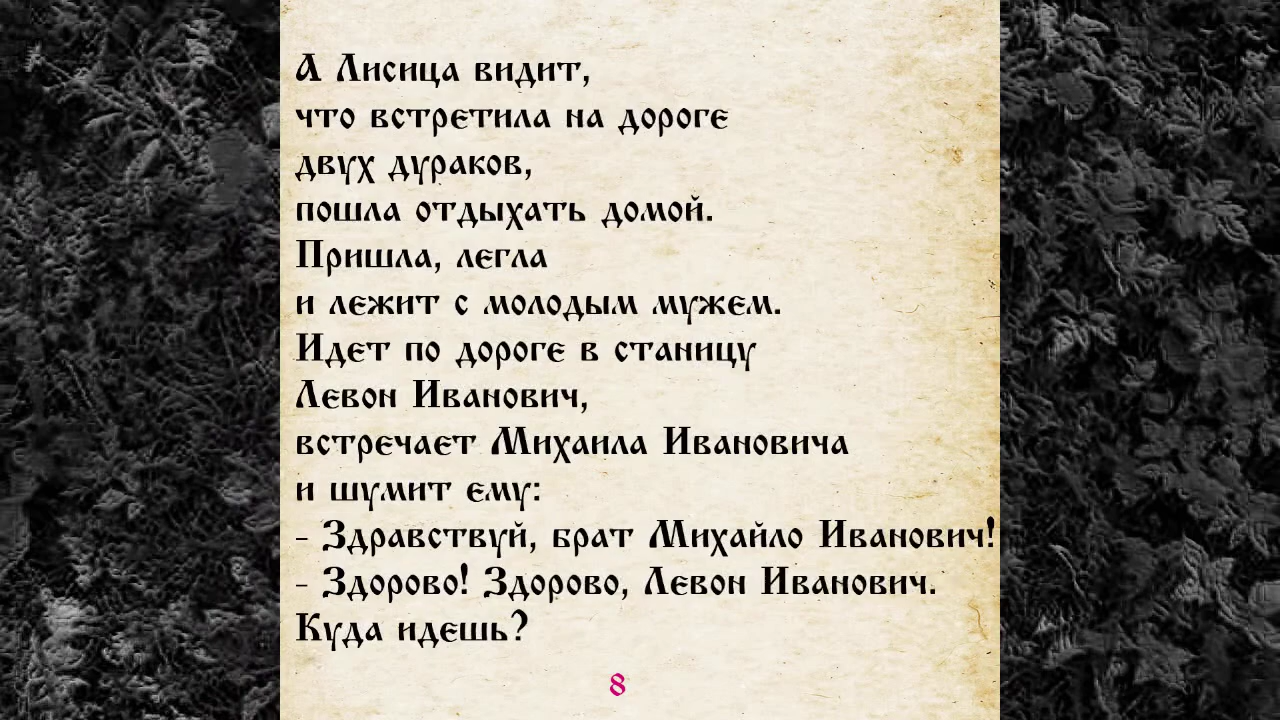 А Лисица видит,
что встретила на дороге
двух дураков,
пошла отдыхать домой.
Пришла, легла
и лежит с молодым мужем.
Идет по дороге в станицу
Левон Иванович,
встречает Михаила Ивановича
и шумит ему:
- Здравствуй, брат Михайло Иванович!
- Здорово! Здорово, Левон Иванович.
Куда идешь?
8